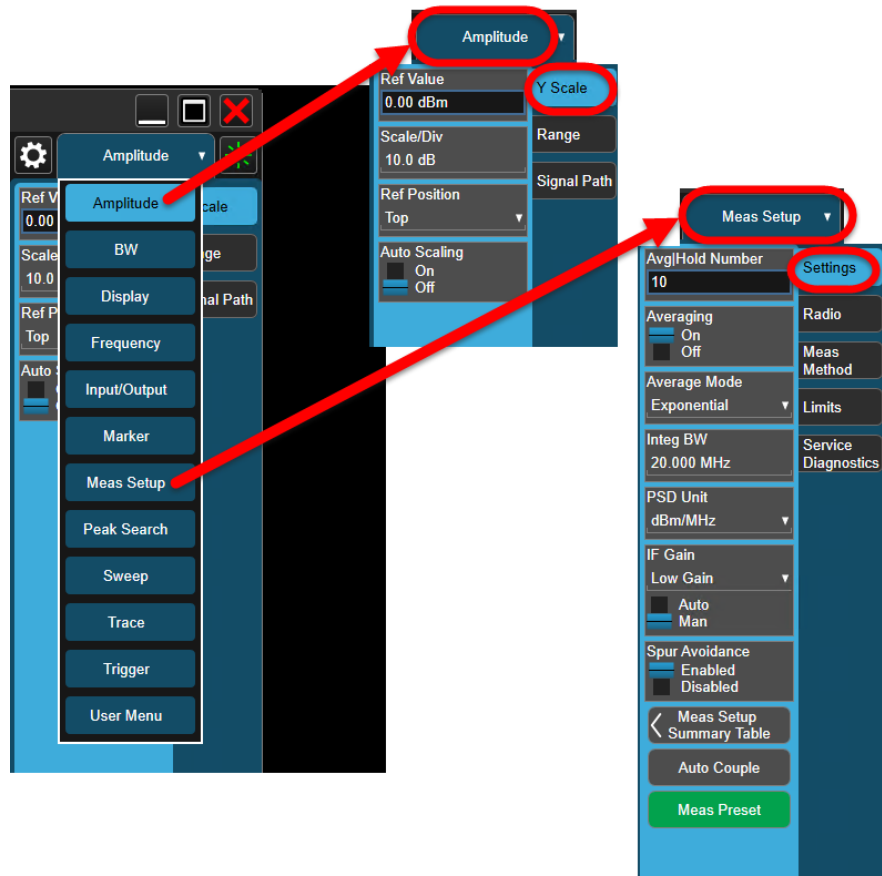 Amplitude
Ref V
0.00
Scale
10.0
Ref P
Top
Auto
cale
ge
nal Path
Amplitude
BW
Display
Frequency
Input/Output
Marker
Meas Setup
Peak Search
Sweep
Trace
Trigger
User Menu
Amplitude
Ref Value
0.00 dBm
Scale/Div
10.0 dB
Ref Position
Top
Auto Scaling
On
Off
Y Scale
Range
Signal Path
Meas Setup
Avg|Hold Number
10
Averaging
On
Off
Average Mode
Exponential
Integ BW
20.000 MHz
PSD Unit
dBm/MHz
IF Gain
Low Gain
Auto
Man
Spur Avoidance
Enabled
Disabled
Meas Setup
Summary Table
Auto Couple
Meas Preset
Settings
Radio
Meas
Method
Limits
Service
Diagnostics